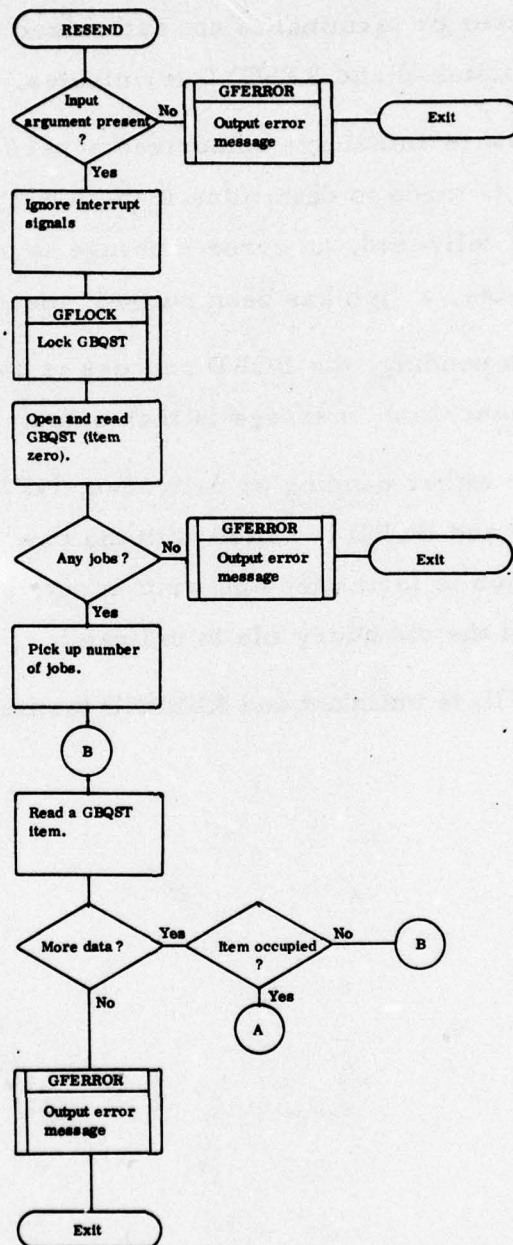 RESEND
Input
argument present
?
No
GFERROR
Output error
message
Exit
Yes
Ignore interrupt
signals
GFLOCK
Lock GBQST
Open and read
GBQST (item
zero).
Any jobs?
No
GFERROR
Output error
message
Exit
Yes
Pick up number
of jobs.
B
Read a GBQST
item.
More data?
Yes
Item occupied
?
No
B
Yes
A
No
GFERROR
Output error
message
Exit